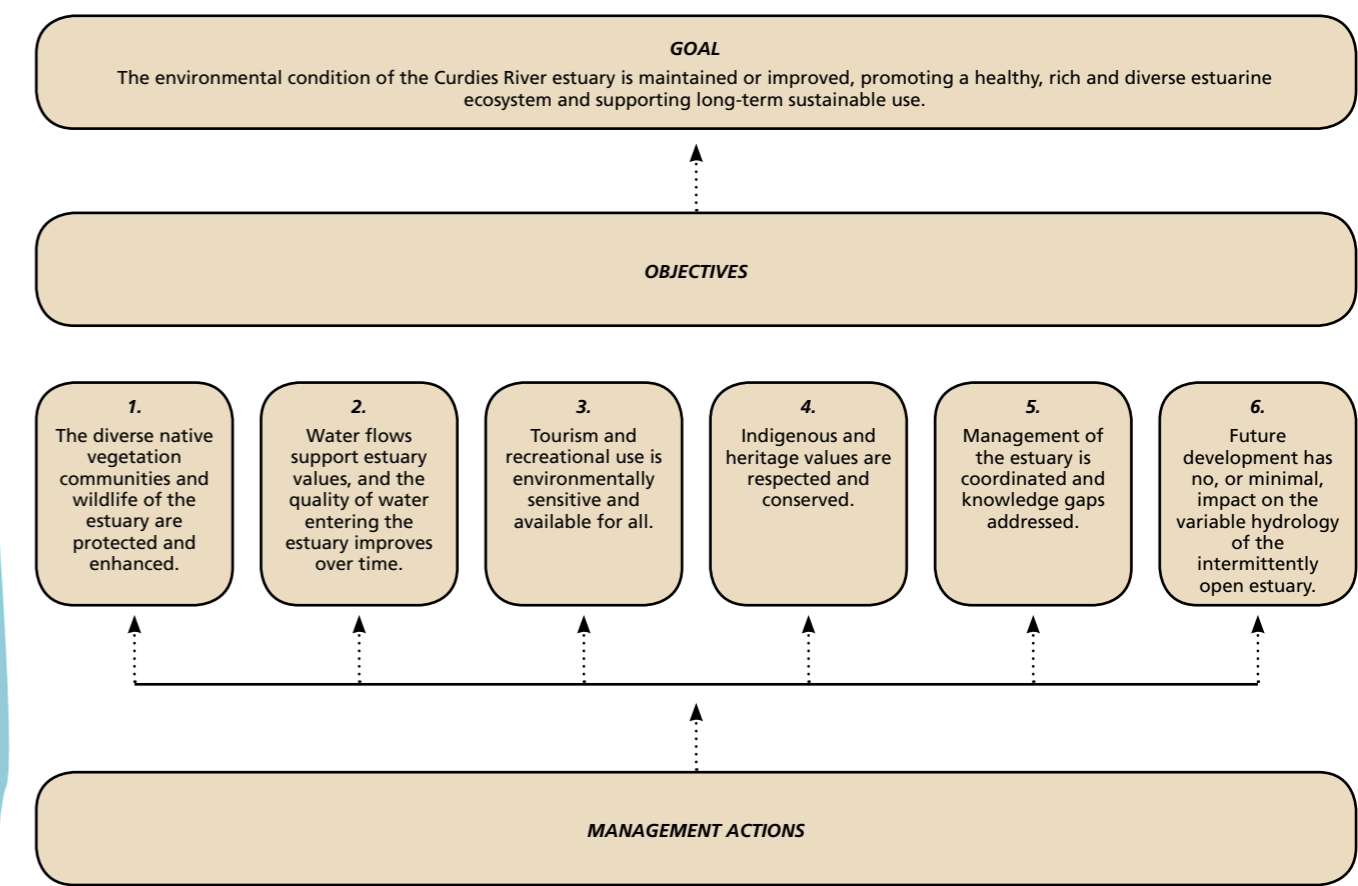 GOAL
The environmental condition of the Curdies River estuary is maintained or improved, promoting a healthy, rich and diverse estuarine
ecosystem and supporting long-term sustainable use.
OBJECTIVES
1.
The diverse native
vegetation
communities and
wildlife of the
estuary are
protected and
enhanced.
2.
Water flows
support estuary
values, and the
quality of water
entering the
estuary improves
over time.
3.
Tourism and
recreational use is
environmentally
sensitive and
available for all.
4.
Indigenous and
heritage values are
respected and
conserved.
5.
Management of
the estuary is
coordinated and
knowledge gaps
addressed.
6.
Future
development has
no, or minimal,
impact on the
variable hydrology
of the
intermittently
open estuary.
MANAGEMENT ACTIONS